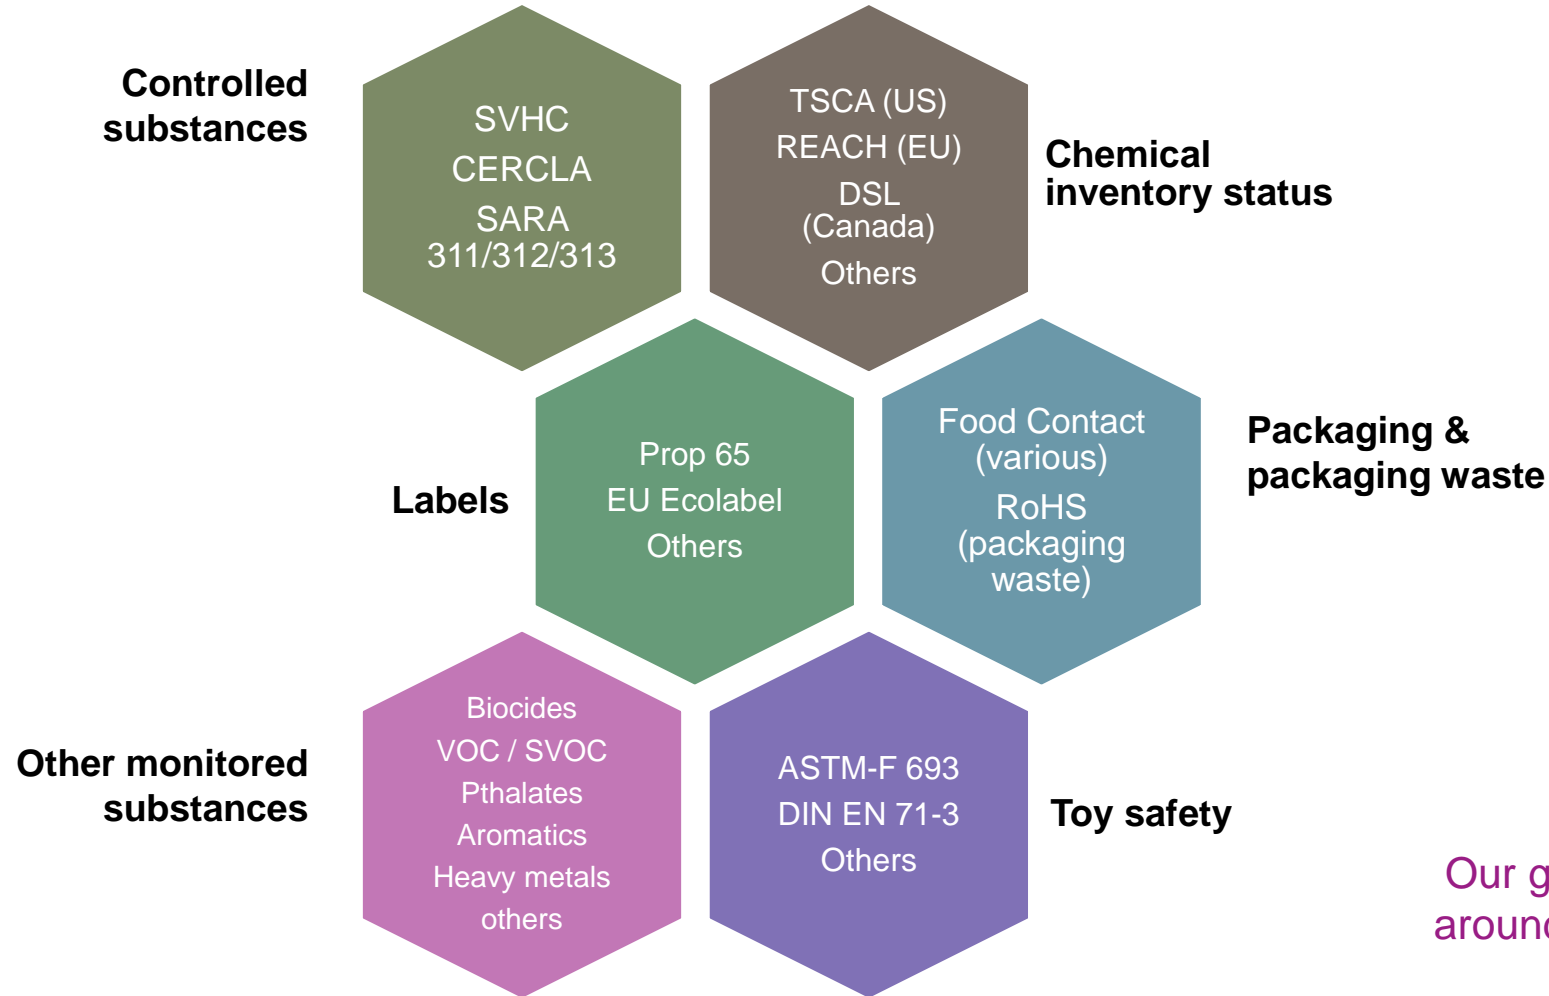 Controlled
substances
SVHC
CERCLA
SARA
311/312/313
TSCA (US)
REACH (EU)
DSL
(Canada)
Others
Chemical
inventory status
Labels
Prop 65
EU Ecolabel
Others
Food Contact
(various)
RoHS
(packaging
waste)
Packaging &
packaging waste
Other monitored
substances
Biocides
VOC / SVOC
Pthalates
Aromatics
Heavy metals
others
ASTM-F 693
DIN EN 71-3
Others
Toy safety
Our